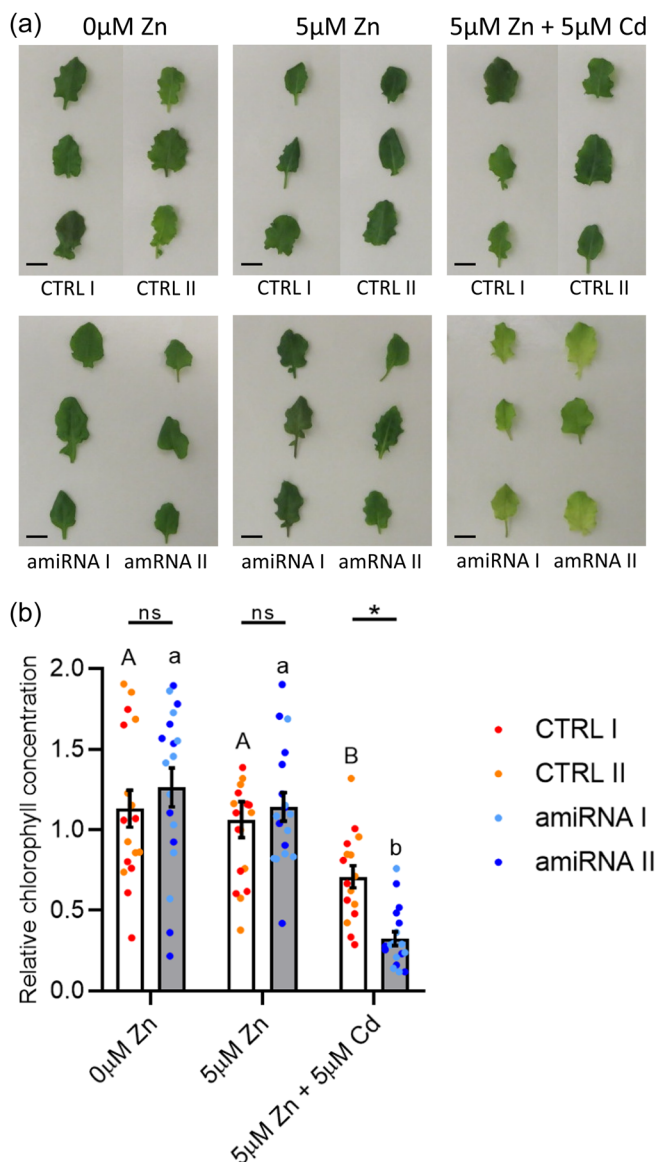 (a)
0µM Zn 5µM Zn 5µM Zn + 5µM Cd
CTRL I CTRL II CTRL I CTRL II CTRL I CTRL II
amiRNA I amRNA II amiRNA I amRNA II amiRNA I amRNA II
(b)
ns ns *
A a A a B b
Relative chlorophyll concentration
2.0
1.5
1.0
0.5
0.0
0µM Zn
5µM Zn
5µM Zn + 5µM Cd
CTRL I
CTRL II
amiRNA I
amiRNA II